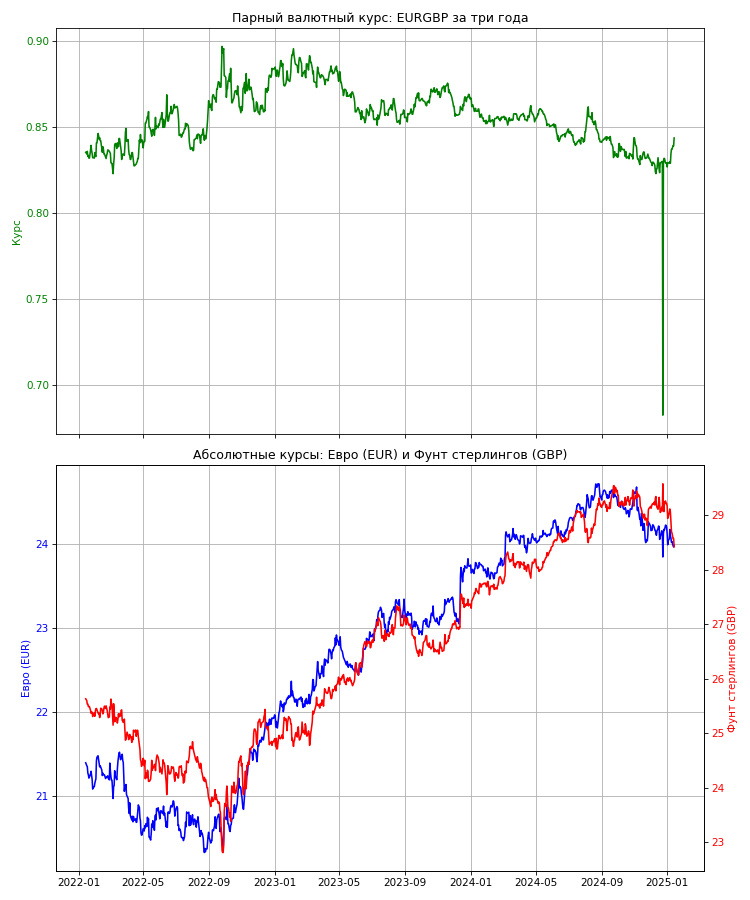 Парный валютный курс: EURGBP за три года
0.90
0.85
0.80
0.75
0.70
Курс
Абсолютные курсы: Евро (EUR) и Фунт стерлингов (GBP)
24
23
22
21
Евро (EUR)
29
28
27
26
25
24
23
Фунт стерлингов (GBP)
2022-01 2022-05 2022-09 2023-01 2023-05 2023-09 2024-01 2024-05 2024-09 2025-01